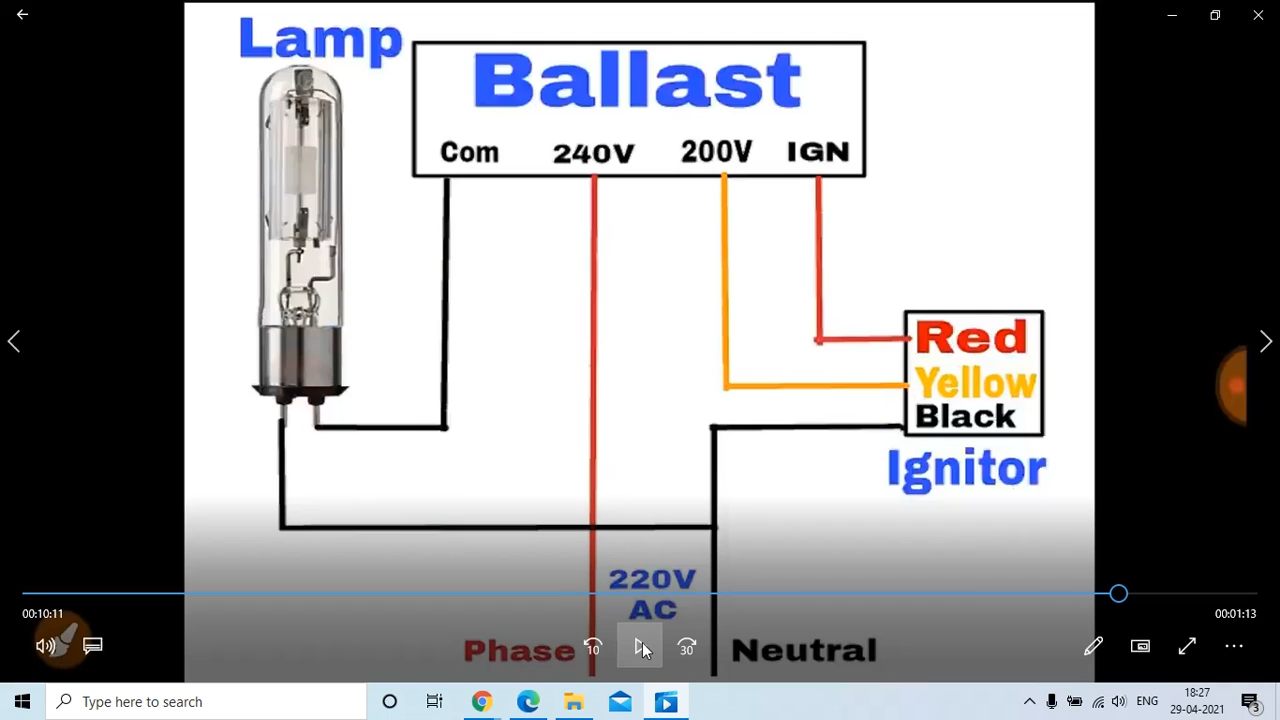 Lamp
Ballast
Com 240V 200V IGN
Red
Yellow
Black
Ignitor
220V
AC
Phase
Neutral
00:10:11
00:01:13
10
30
Type here to search
ENG
18:27
29-04-2021
3